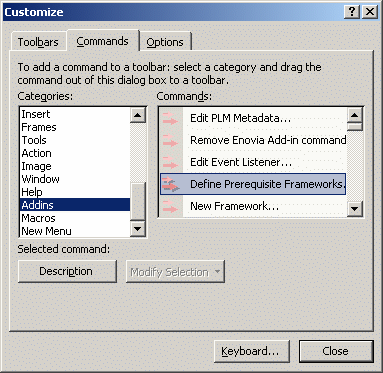 Customize
Toolbars Commands Options
To add a command to a toolbar: select a category and drag the
command out of this dialog box to a toolbar.
Categories:
Insert
Frames
Tools
Action
Image
Window
Help
Addins
Macros
New Menu
Commands:
Edit PLM Metadata...
Remove Enovia Add-in command
Edit Event Listener...
Define Prerequisite Frameworks.
New Framework...
Selected command:
Description Modify Selection
Keyboard... Close